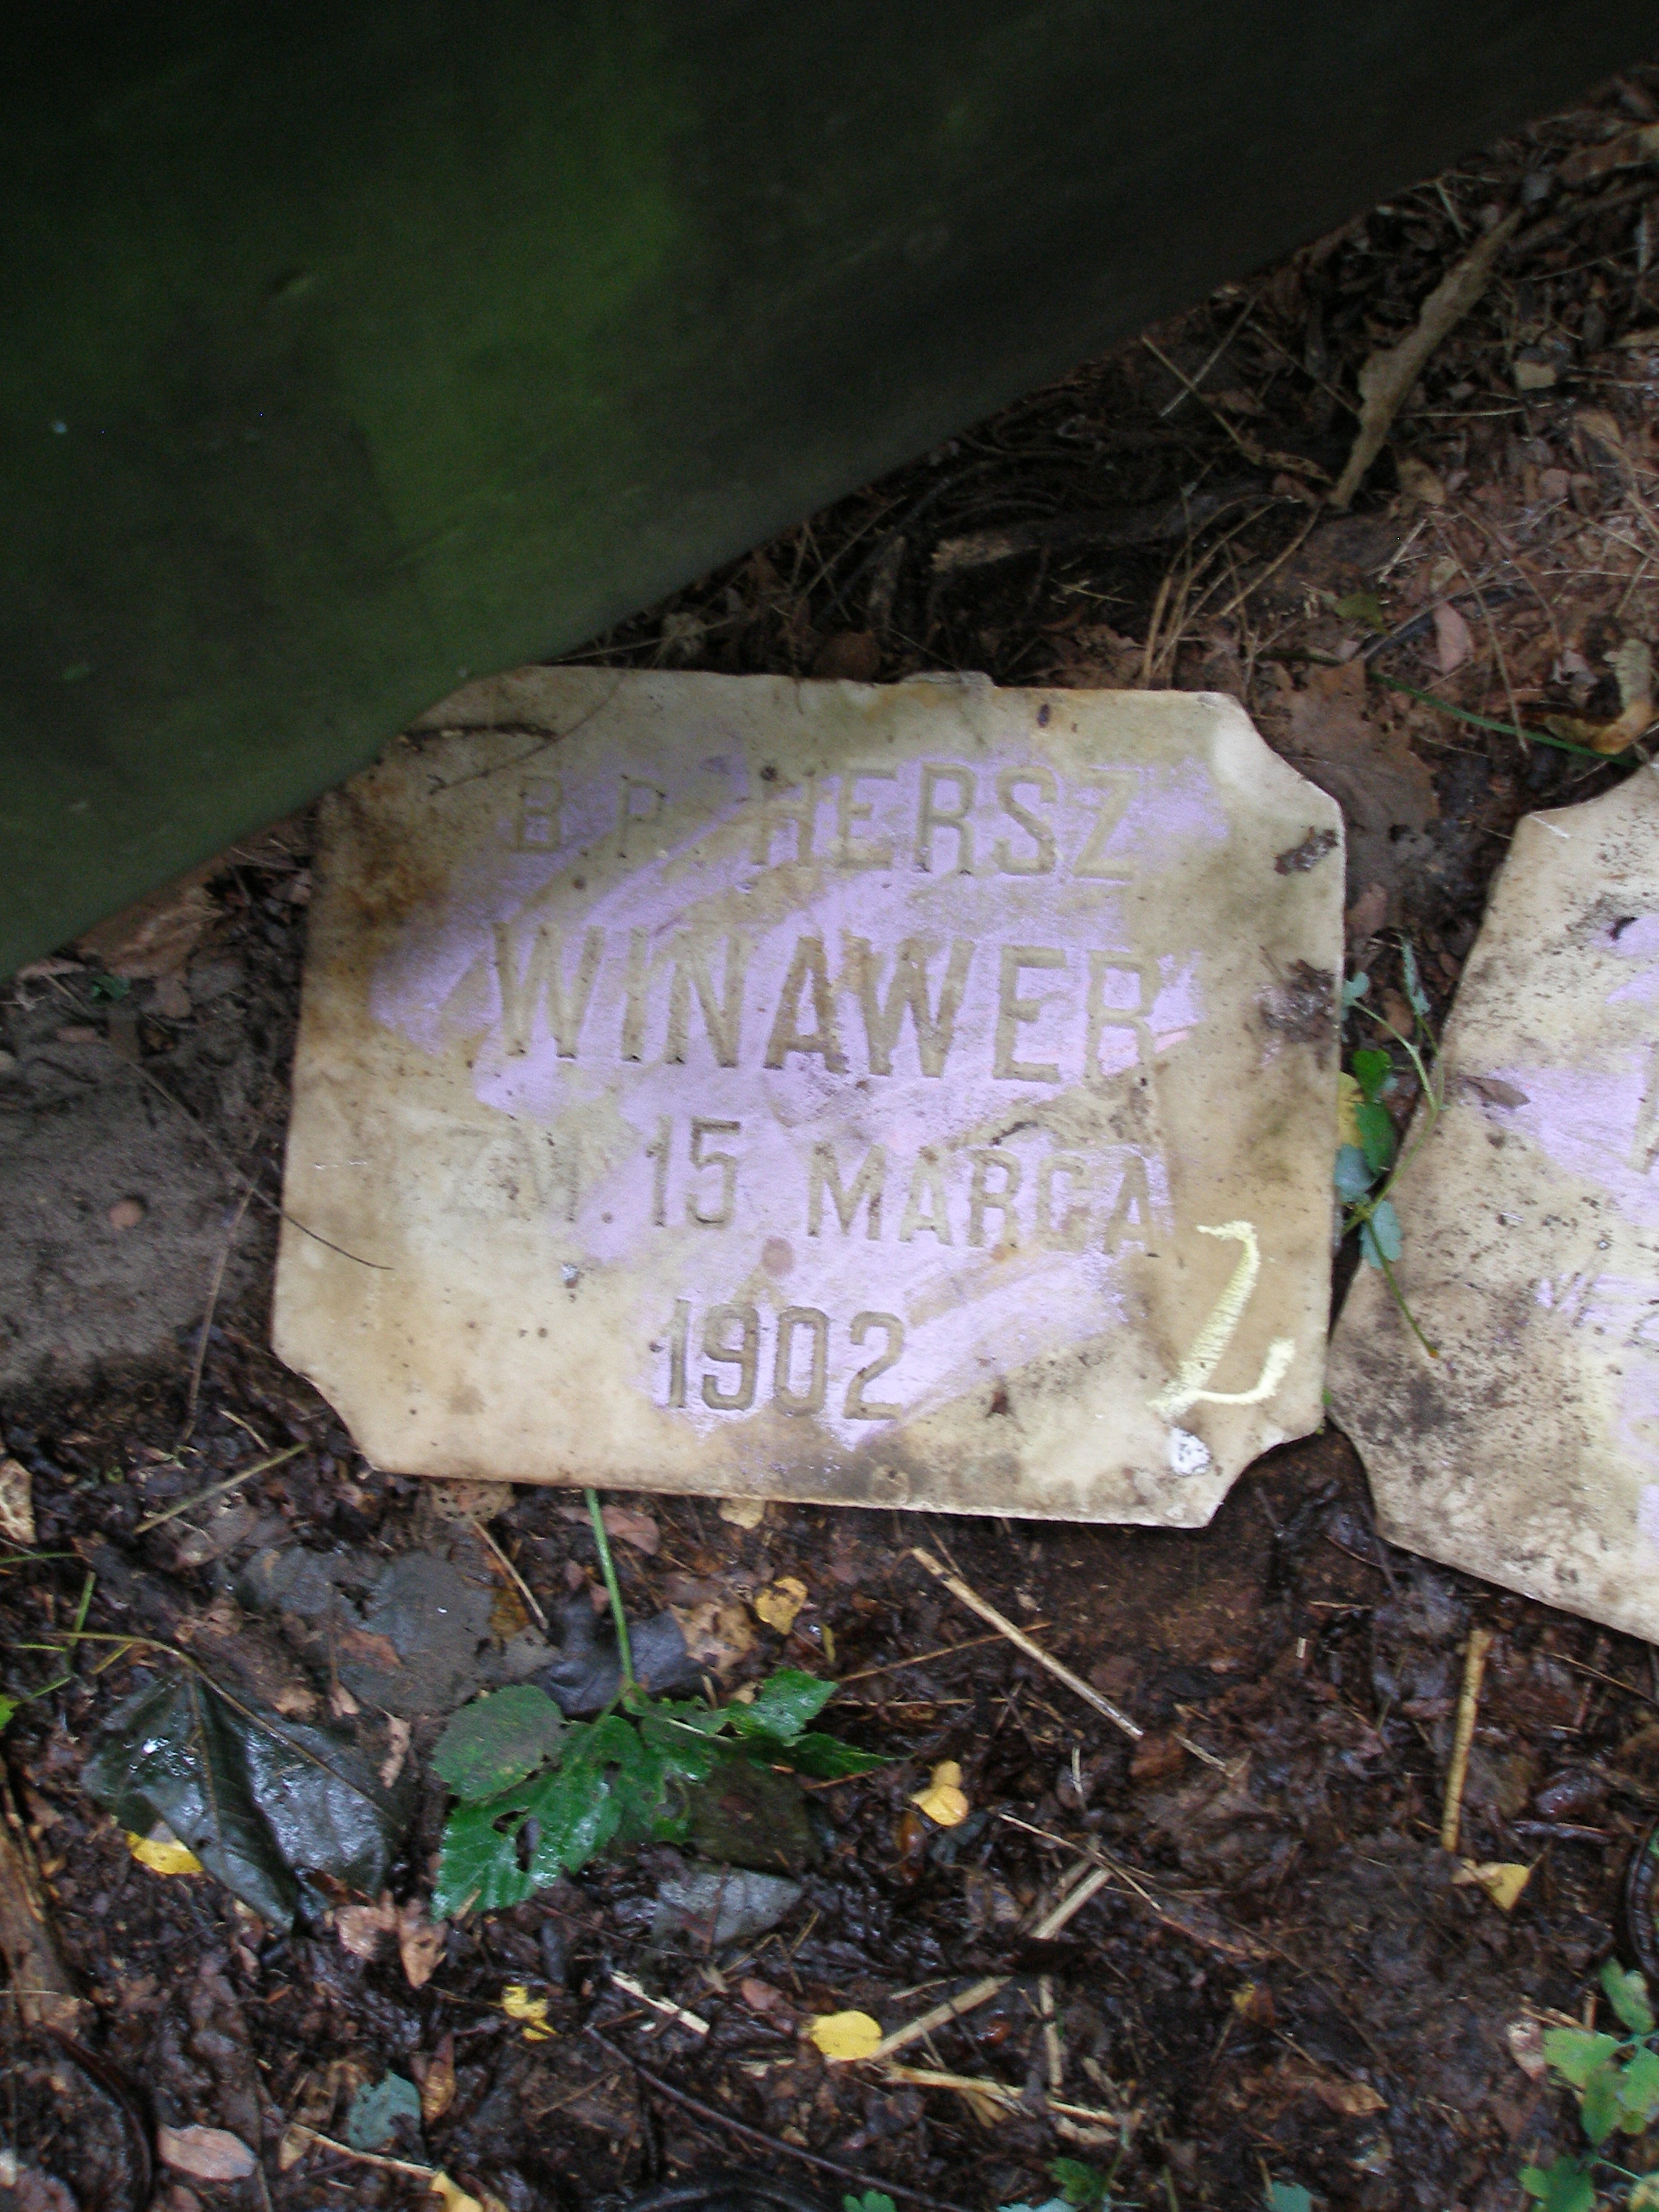 B.P. HERSZ
WINAWER
ZM. 15 MARCA
1902